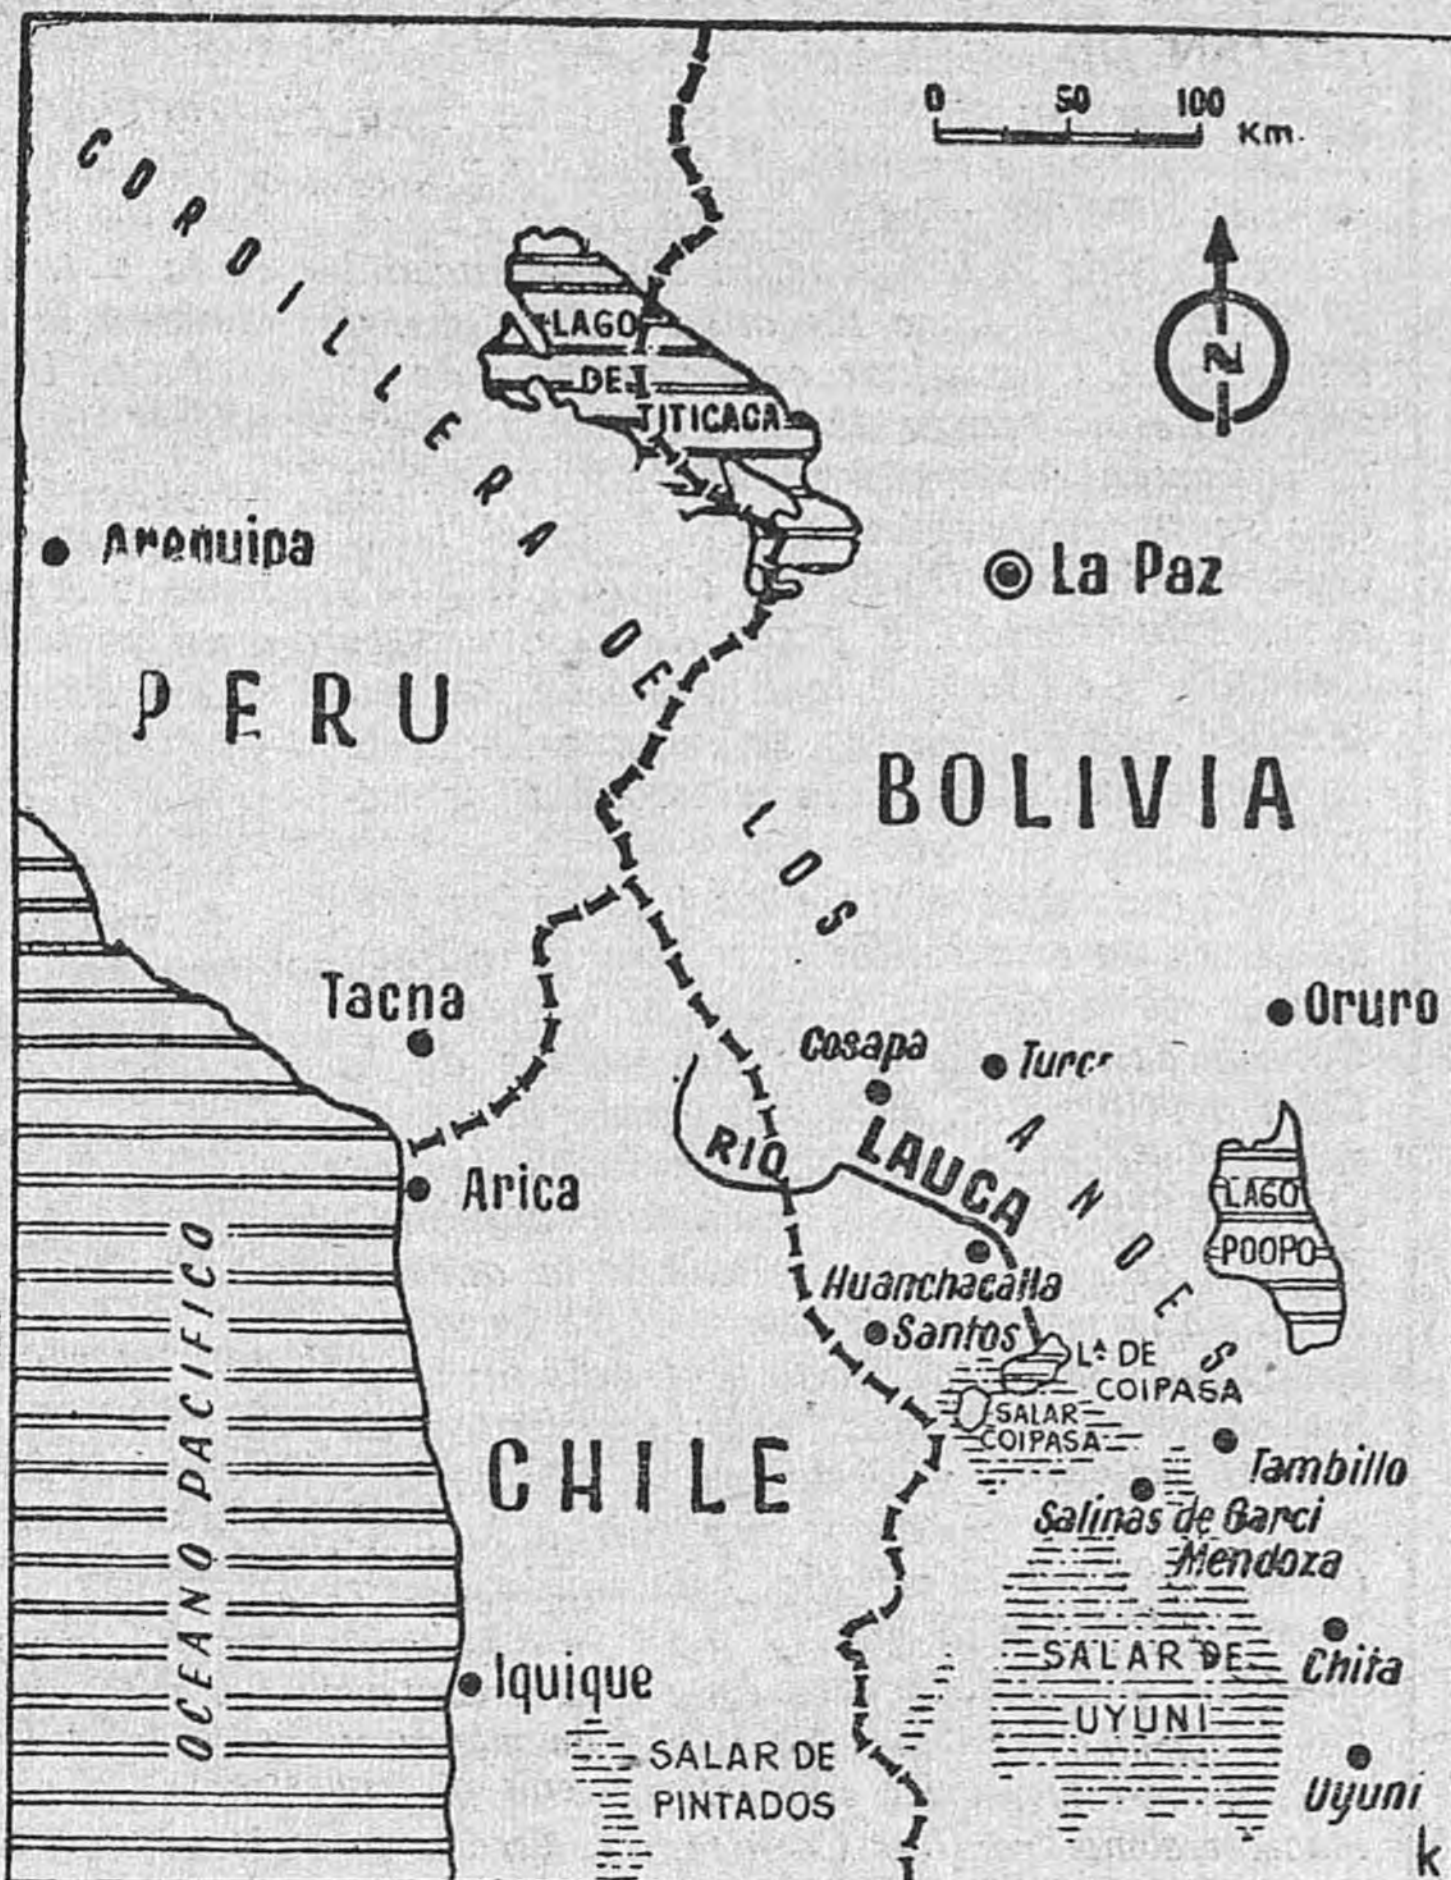 0 50 100
Km.
CORDILLERA DE LOS ANDES
N
LAGO
DE
TITICACA
Arequipa
La Paz
PERU
BOLIVIA
Tacna
Oruro
Cosapa
RIO LAUCA
Arica
LAGO
POOPO
Huanchacalla
Santos
Lª DE
COIPASA
SALAR
COIPASA
OCEANO PACIFICO
CHILE
Tambillo
Salinas de Garci
Mendoza
Iquique
SALAR DE
UYUNI
Chita
SALAR DE
PINTADOS
Uyuni
k